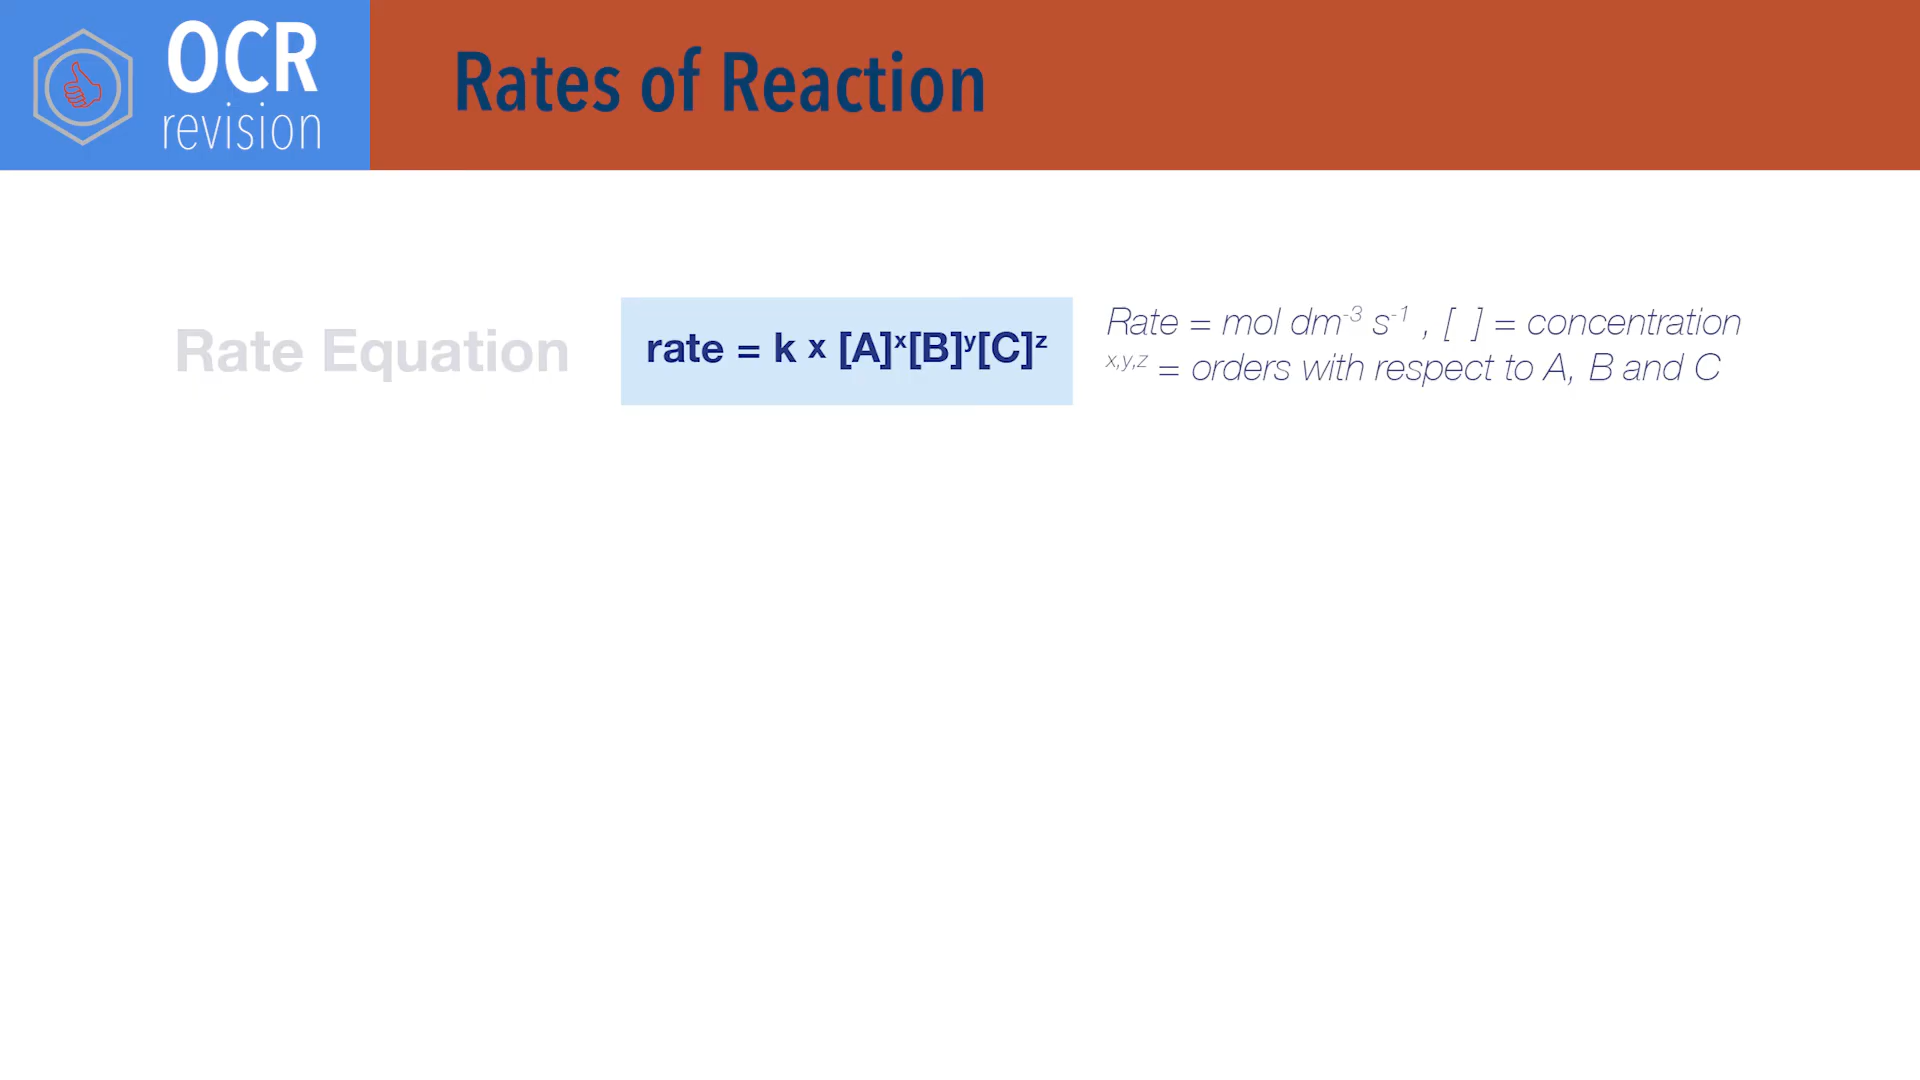 OCR
revision
Rates of Reaction
Rate Equation
rate = k x [A]ˣ[B]ʸ[C]ᶻ
Rate = mol dm⁻³ s⁻¹ , [ ] = concentration
ˣ,ʸ,ᶻ = orders with respect to A, B and C